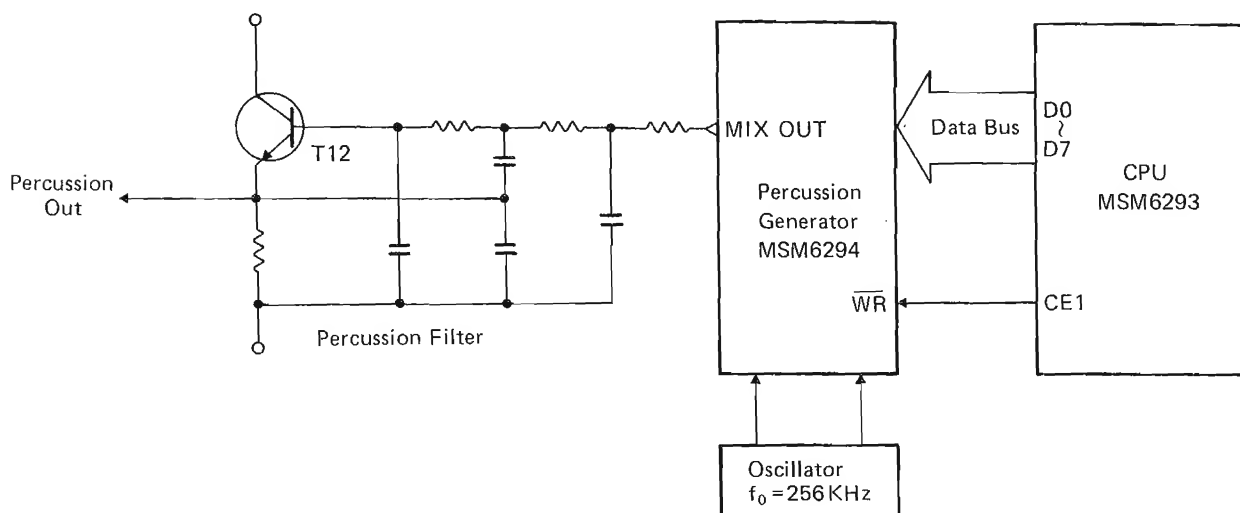 T12
Percussion
Out
Percussion Filter
MIX OUT
Percussion
Generator
MSM6294
WR
Data Bus
D0
~
D7
CPU
MSM6293
CE1
Oscillator
f₀ = 256 KHz